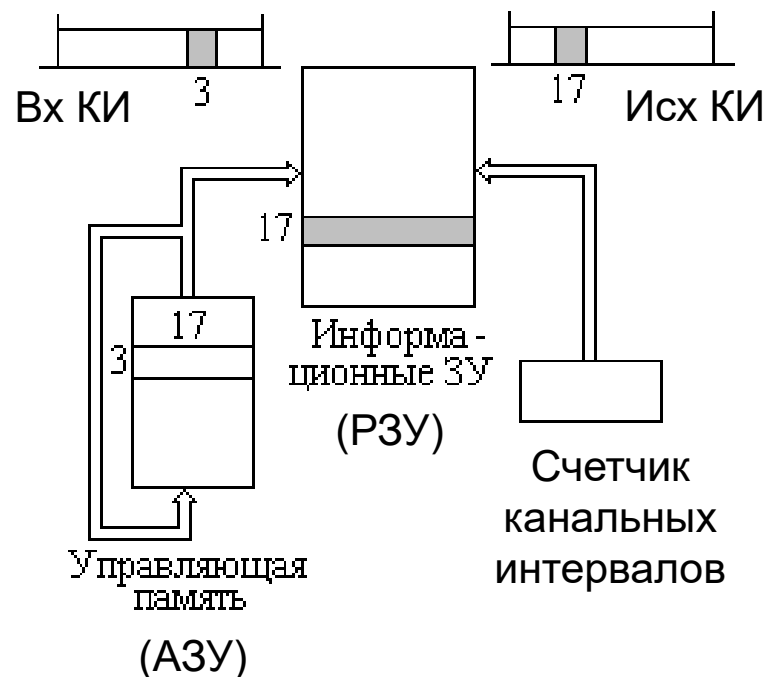 3
Вх КИ
17
Исх КИ
17
17
3
Информа-
ционные ЗУ
(РЗУ)
Счетчик
канальных
интервалов
Управляющая
память
(АЗУ)